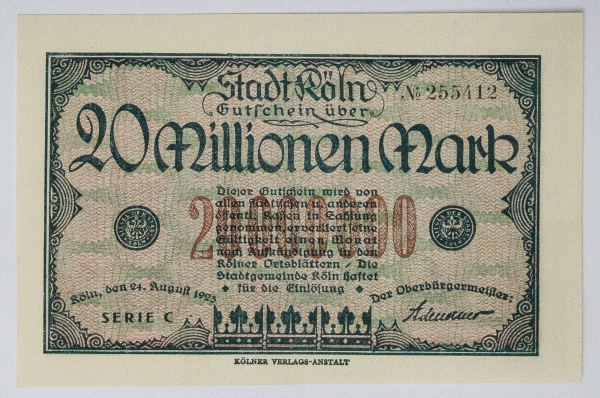 Stadt Köln
№ 255412
Gutschein über
20 Millionen Mark
Dieser Gutschein wird von
allen städtischen u. anderen
öffentl. Kassen in Zahlung
genommen, er verliert seine
Gültigkeit einen Monat
nach Aufkündigung in den
Kölner Ortsblättern / Die
Stadtgemeinde Köln haftet
für die Einlösung
Köln, den 24. August 1923
Der Oberbürgermeister:
SERIE C
Adenauer
KÖLNER VERLAGS-ANSTALT